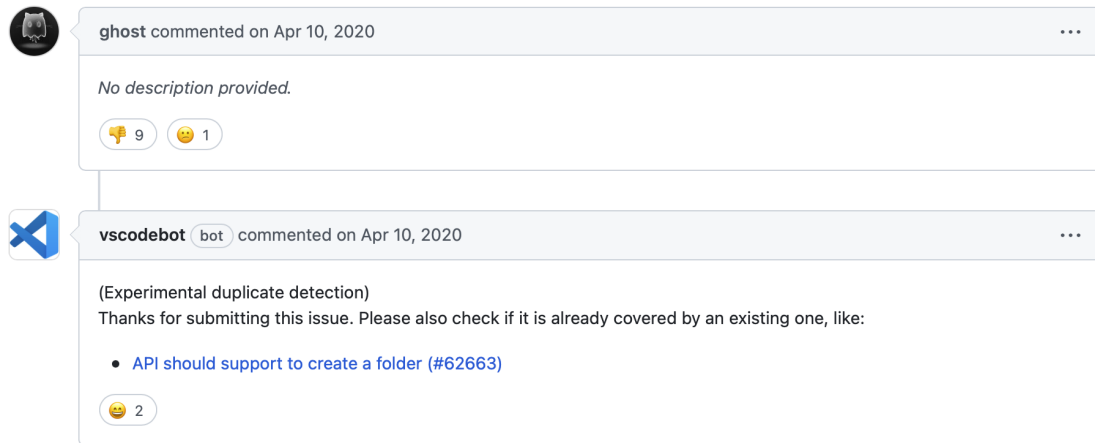 ghost commented on Apr 10, 2020
No description provided.
👎 9 😕 1
vscodebot bot commented on Apr 10, 2020
(Experimental duplicate detection)
Thanks for submitting this issue. Please also check if it is already covered by an existing one, like:
• API should support to create a folder (#62663)
😄 2